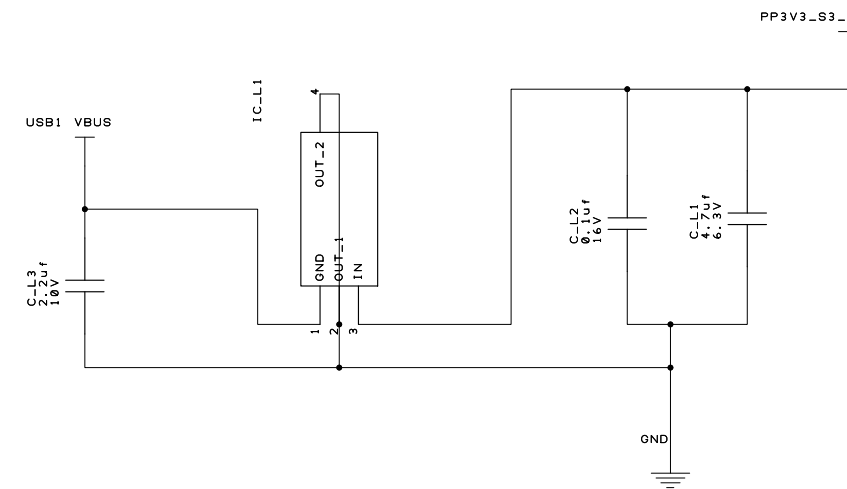 PP3V3_S3_
IC_L1
4
USB1 VBUS
OUT_2
C_L2
0.1uf
16V
C_L1
4.7uf
6.3V
GND
OUT_1
IN
C_L3
2.2uf
10V
1
2
3
GND